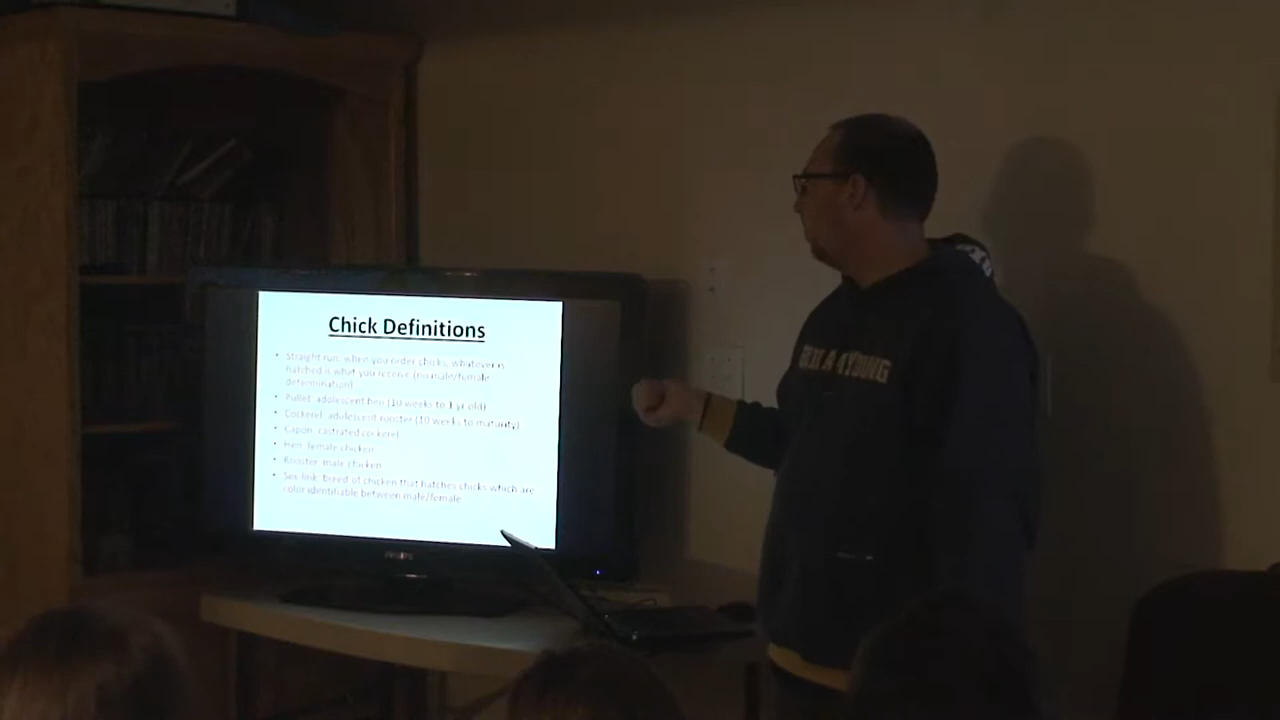 Chick Definitions
• Straight run: when you order chicks, whatever is
hatched is what you receive (no male/female
determination)
• Pullet: adolescent hen (10 weeks to 1 yr old)
• Cockerel: adolescent rooster (10 weeks to maturity)
• Capon: castrated cockerel
• Hen: female chicken
• Rooster: male chicken
• Sex-link: breed of chicken that hatches chicks which are
color identifiable between male/female
PHILIPS